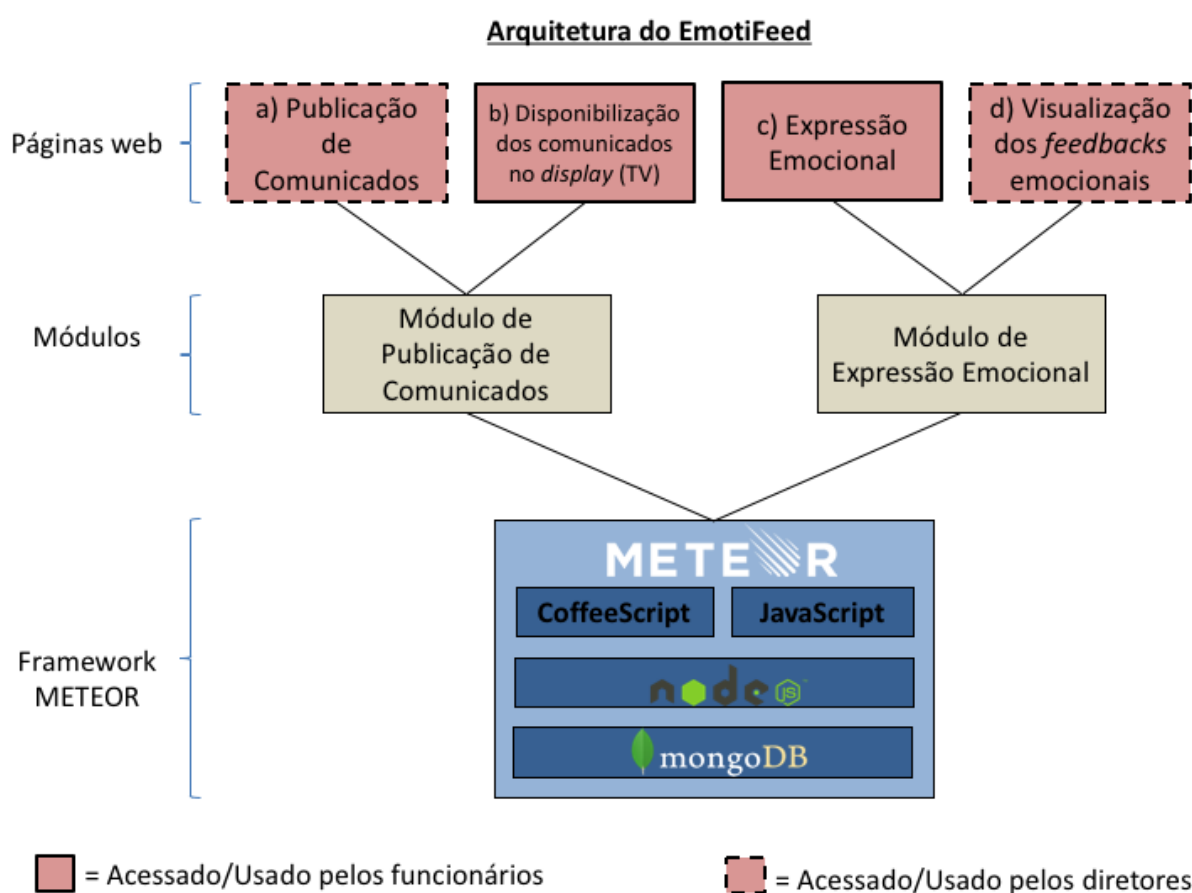 Arquitetura do EmotiFeed
Páginas web
a) Publicação
de
Comunicados
b) Disponibilização
dos comunicados
no display (TV)
c) Expressão
Emocional
d) Visualização
dos feedbacks
emocionais
Módulos
Módulo de
Publicação de
Comunicados
Módulo de
Expressão Emocional
Framework
METEOR
METEOR
CoffeeScript
JavaScript
node JS
mongoDB
= Acessado/Usado pelos funcionários
= Acessado/Usado pelos diretores